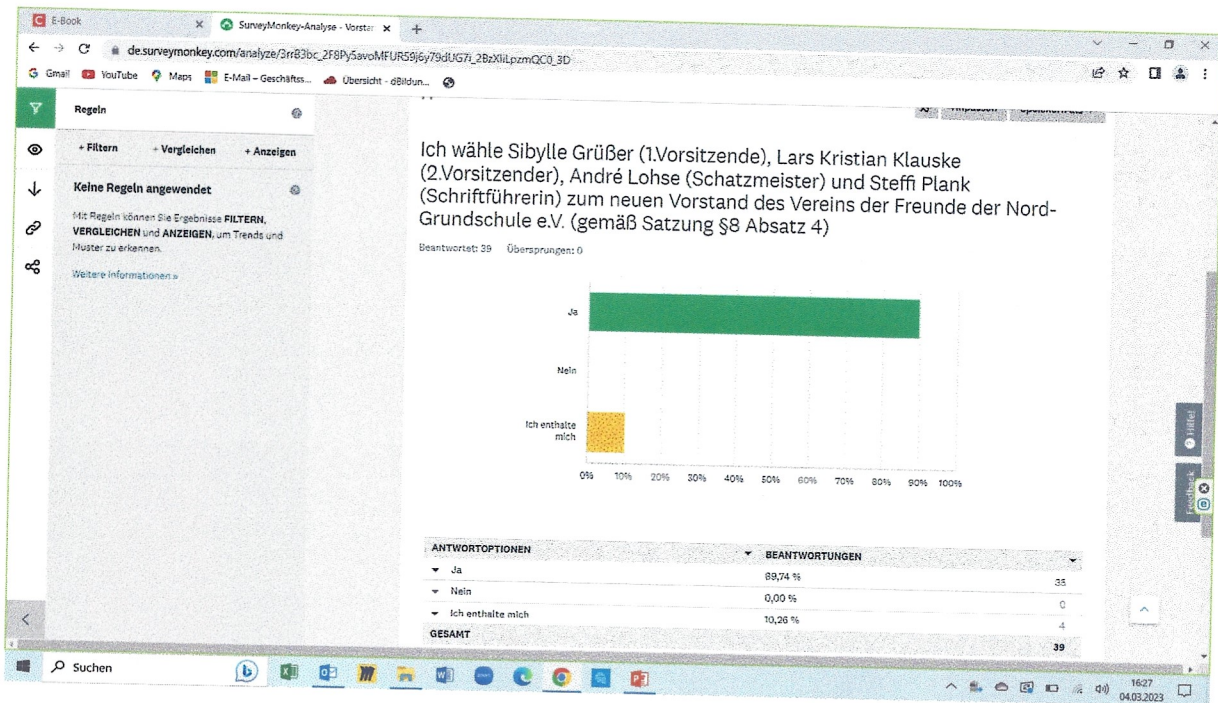 E-Book
SurveyMonkey-Analyse - Vorstar
de.surveymonkey.com/analyze/3rrB3bc_2F8Py5avoMFUR59j6y79dUG7i_2BzXliLpzmQC0_3D
Gmail YouTube Maps E-Mail – Geschäftss... Übersicht - dBildun...
Regeln
+ Filtern + Vergleichen + Anzeigen
Keine Regeln angewendet
Mit Regeln können Sie Ergebnisse FILTERN,
VERGLEICHEN und ANZEIGEN, um Trends und
Muster zu erkennen.
Weitere Informationen »
Ich wähle Sibylle Grüßer (1.Vorsitzende), Lars Kristian Klauske
(2.Vorsitzender), André Lohse (Schatzmeister) und Steffi Plank
(Schriftführerin) zum neuen Vorstand des Vereins der Freunde der Nord-
Grundschule e.V. (gemäß Satzung §8 Absatz 4)
Beantwortet: 39 Übersprungen: 0
Ja
Nein
Ich enthalte
mich
0% 10% 20% 30% 40% 50% 60% 70% 80% 90% 100%
Hilfe!
Feedback
ANTWORTOPTIONEN BEANTWORTUNGEN
Ja 89,74 % 35
Nein 0,00 % 0
Ich enthalte mich 10,26 % 4
GESAMT 39
Suchen
16:27
04.03.2023